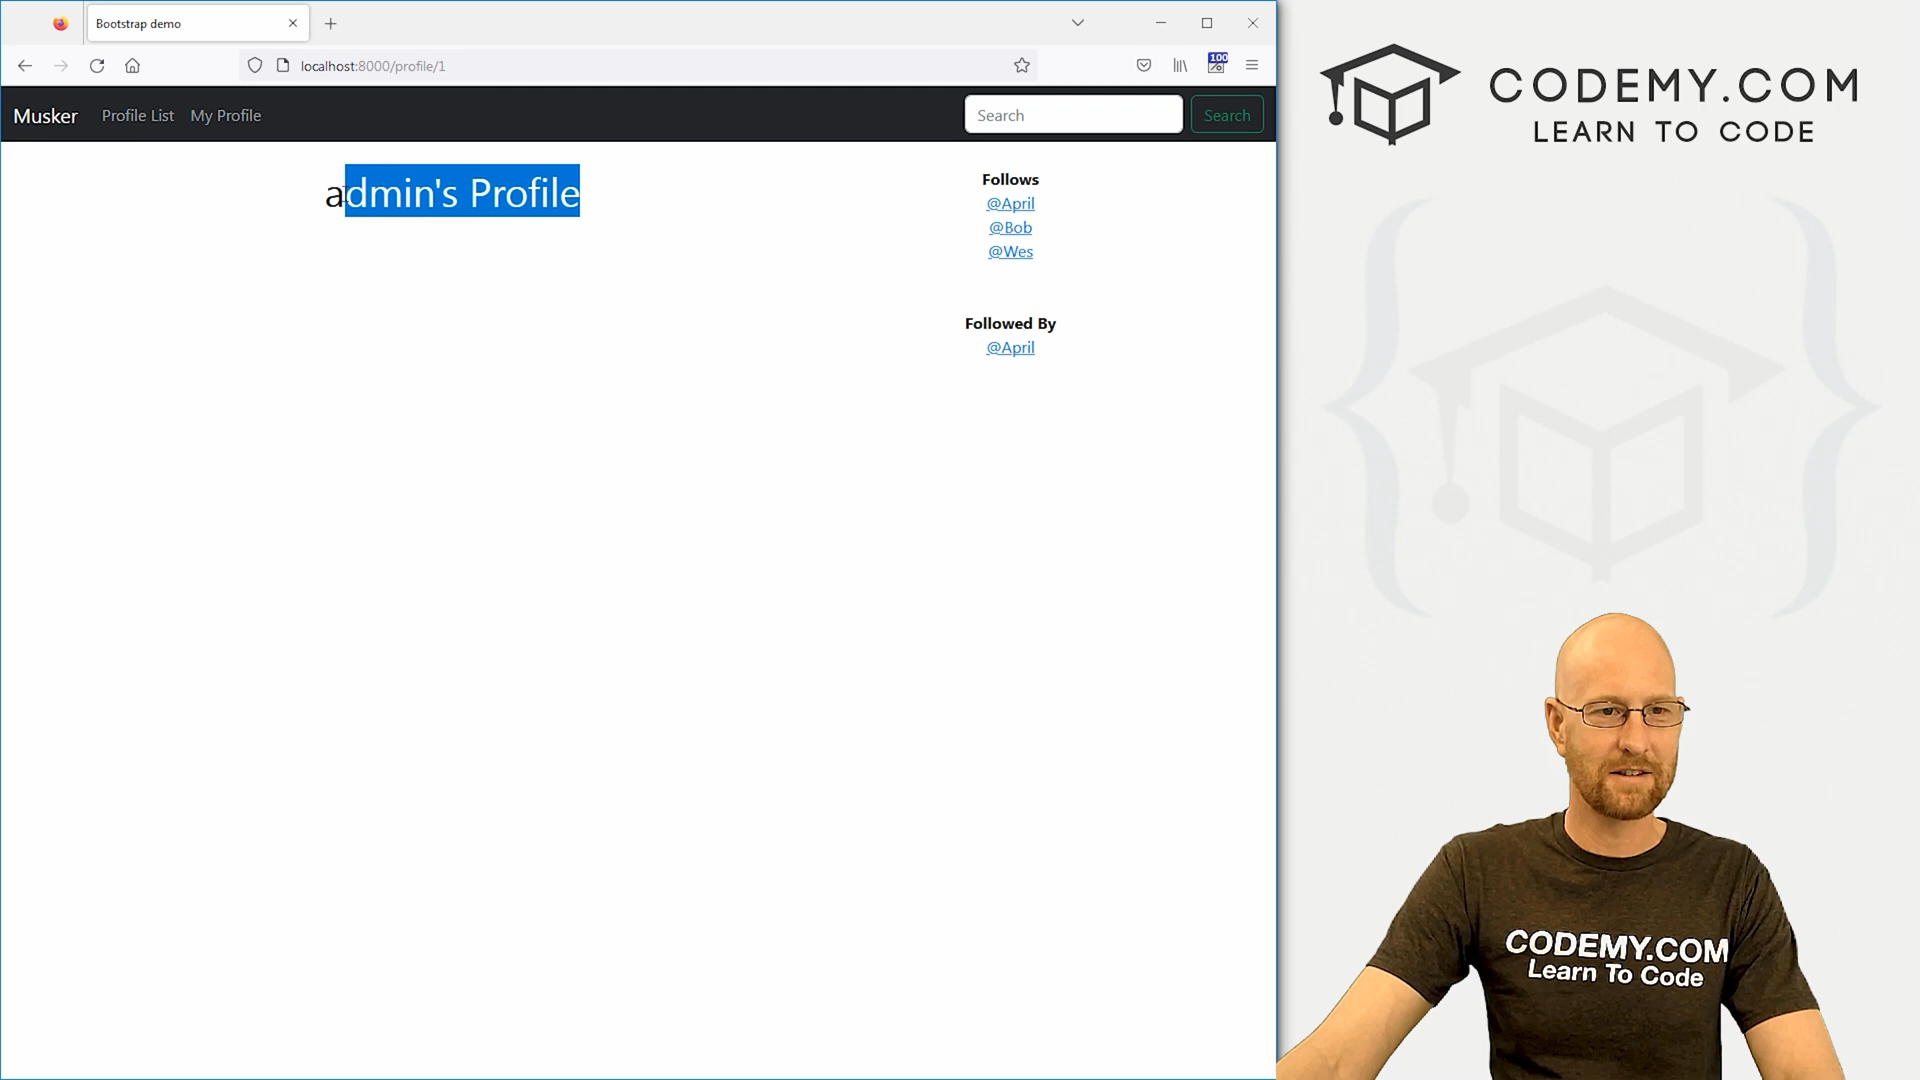 Bootstrap demo
localhost:8000/profile/1
100
Musker
Profile List
My Profile
Search
Search
admin's Profile
Follows
@April
@Bob
@Wes
Followed By
@April
CODEMY.COM
LEARN TO CODE
CODEMY.COM
Learn To Code